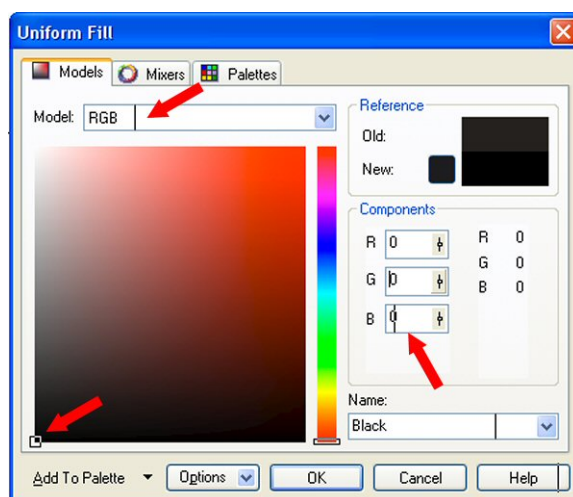 Uniform Fill
Models Mixers Palettes
Model: RGB
Reference
Old:
New:
Components
R 0 R 0
G 0 G 0
B 0 B 0
Name:
Black
Add To Palette Options OK Cancel Help